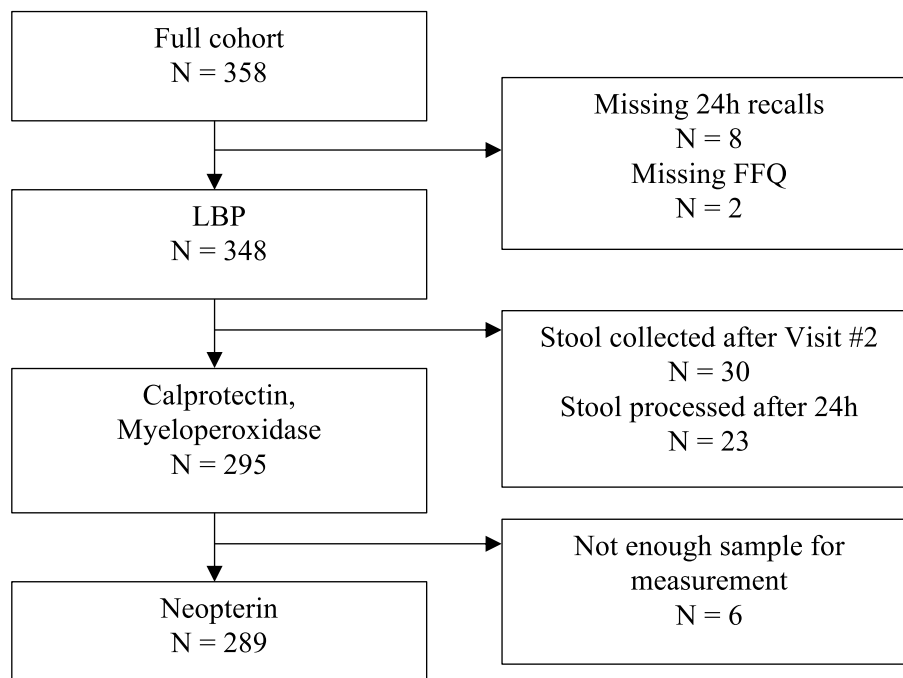 Full cohort
N = 358
Missing 24h recalls
N = 8
Missing FFQ
N = 2
LBP
N = 348
Stool collected after Visit #2
N = 30
Stool processed after 24h
N = 23
Calprotectin,
Myeloperoxidase
N = 295
Not enough sample for
measurement
N = 6
Neopterin
N = 289